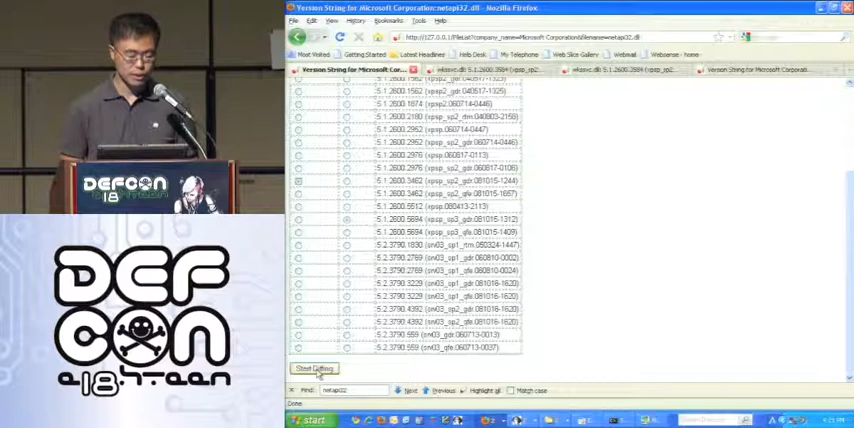 Version String for Microsoft Corporation:netapi32.dll - Mozilla Firefox
File Edit View History Bookmarks Tools Help
http://127.0.0.1/FileList?company_name=Microsoft Corporation&filename=netapi32.dll
Most Visited Getting Started Latest Headlines Help Desk My Telephone Web Slice Gallery Webmail Websense - home
Version String for Microsoft Cor...
5.1.2600.1562 (xpsp2_gdr.040517-1325)
5.1.2600.1874 (xpsp2.060714-0446)
5.1.2600.2180 (xpsp_sp2_rtm.040803-2158)
5.1.2600.2952 (xpsp.060714-0447)
5.1.2600.2952 (xpsp_sp2_gdr.060714-0446)
5.1.2600.2976 (xpsp.060817-0113)
5.1.2600.2976 (xpsp_sp2_gdr.060817-0106)
5.1.2600.3462 (xpsp_sp2_gdr.081015-1244)
5.1.2600.3462 (xpsp_sp2_qfe.081015-1657)
5.1.2600.5512 (xpsp.080413-2113)
5.1.2600.5694 (xpsp_sp3_gdr.081015-1312)
5.1.2600.5694 (xpsp_sp3_qfe.081015-1409)
5.2.3790.1830 (srv03_sp1_rtm.050324-1447)
5.2.3790.2769 (srv03_sp1_gdr.060810-0002)
5.2.3790.2769 (srv03_sp1_qfe.060810-0024)
5.2.3790.3229 (srv03_sp1_gdr.081016-1620)
5.2.3790.3229 (srv03_sp1_qfe.081016-1620)
5.2.3790.4392 (srv03_sp2_gdr.081016-1620)
5.2.3790.4392 (srv03_sp2_qfe.081016-1620)
5.2.3790.559 (srv03_gdr.060713-0013)
5.2.3790.559 (srv03_qfe.060713-0037)
Start Diffing
Find: netapi32 Next Previous Highlight all Match case
Done
start
DEFCON
18
DEF
CON
18